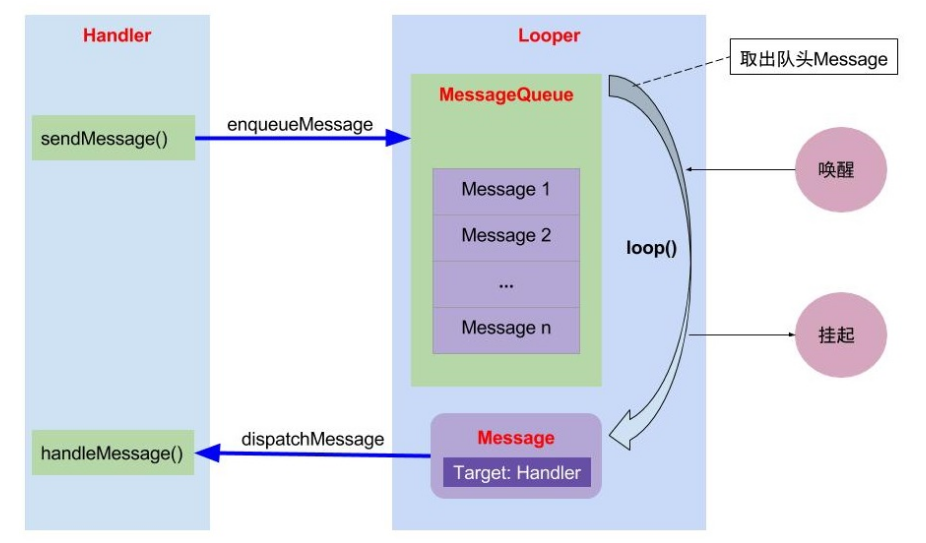 Handler
Looper
取出队头Message
MessageQueue
sendMessage()
enqueueMessage
唤醒
Message 1
Message 2
loop()
...
Message n
挂起
handleMessage()
dispatchMessage
Message
Target: Handler